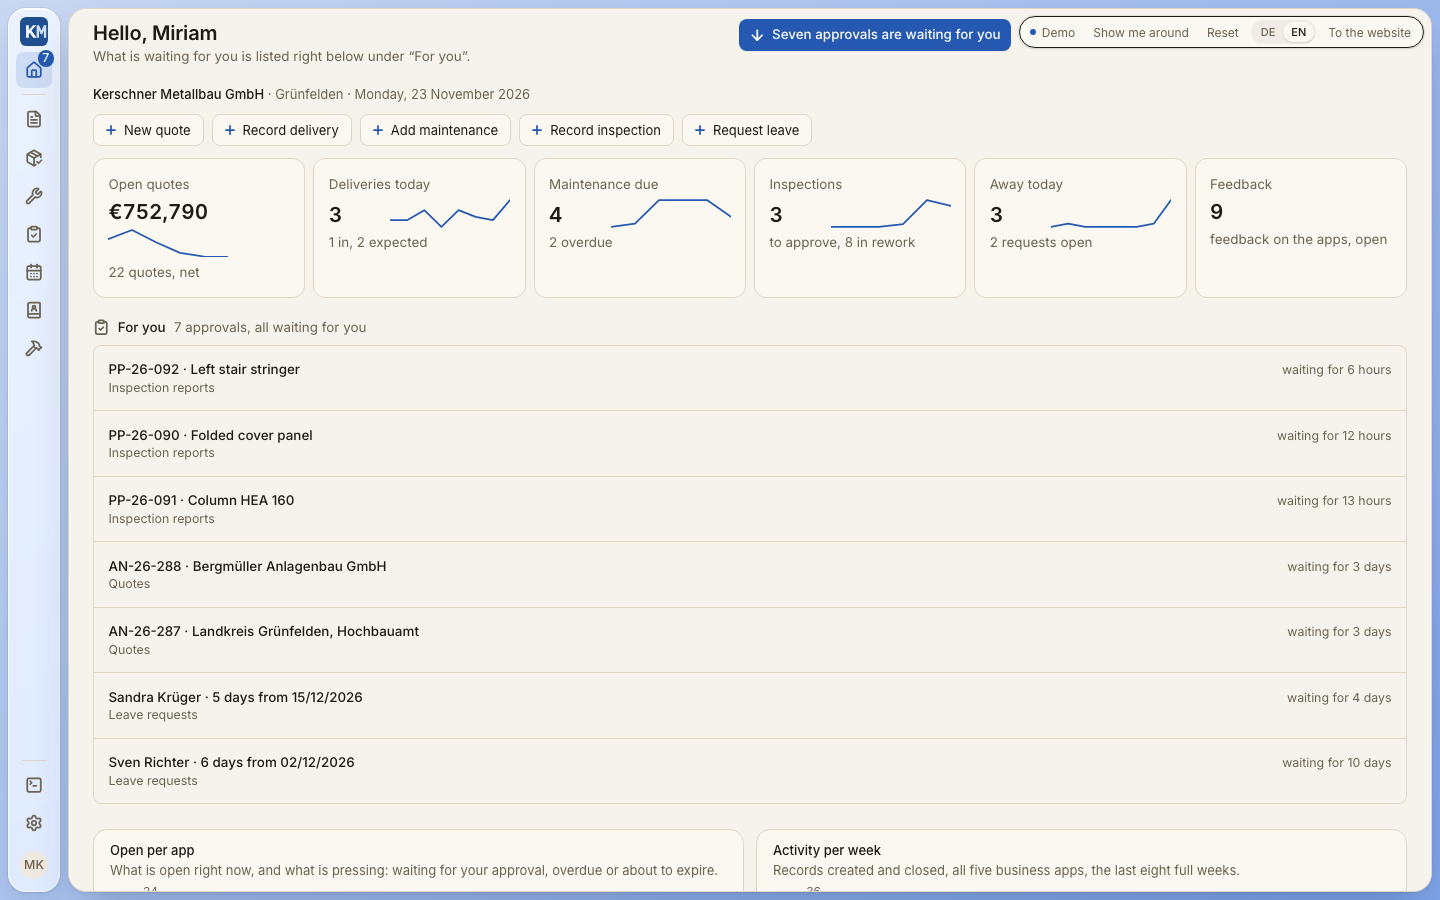 KM
7
Hello, Miriam
What is waiting for you is listed right below under “For you”.
Seven approvals are waiting for you
Demo Show me around Reset DE EN To the website
Kerschner Metallbau GmbH · Grünfelden · Monday, 23 November 2026
New quote Record delivery Add maintenance Record inspection Request leave
Open quotes
€752,790
22 quotes, net
Deliveries today
3
1 in, 2 expected
Maintenance due
4
2 overdue
Inspections
3
to approve, 8 in rework
Away today
3
2 requests open
Feedback
9
feedback on the apps, open
For you 7 approvals, all waiting for you
PP-26-092 · Left stair stringer waiting for 6 hours
Inspection reports
PP-26-090 · Folded cover panel waiting for 12 hours
Inspection reports
PP-26-091 · Column HEA 160 waiting for 13 hours
Inspection reports
AN-26-288 · Bergmüller Anlagenbau GmbH waiting for 3 days
Quotes
AN-26-287 · Landkreis Grünfelden, Hochbauamt waiting for 3 days
Quotes
Sandra Krüger · 5 days from 15/12/2026 waiting for 4 days
Leave requests
Sven Richter · 6 days from 02/12/2026 waiting for 10 days
Leave requests
MK
Open per app
What is open right now, and what is pressing: waiting for your approval, overdue or about to expire.
Activity per week
Records created and closed, all five business apps, the last eight full weeks.